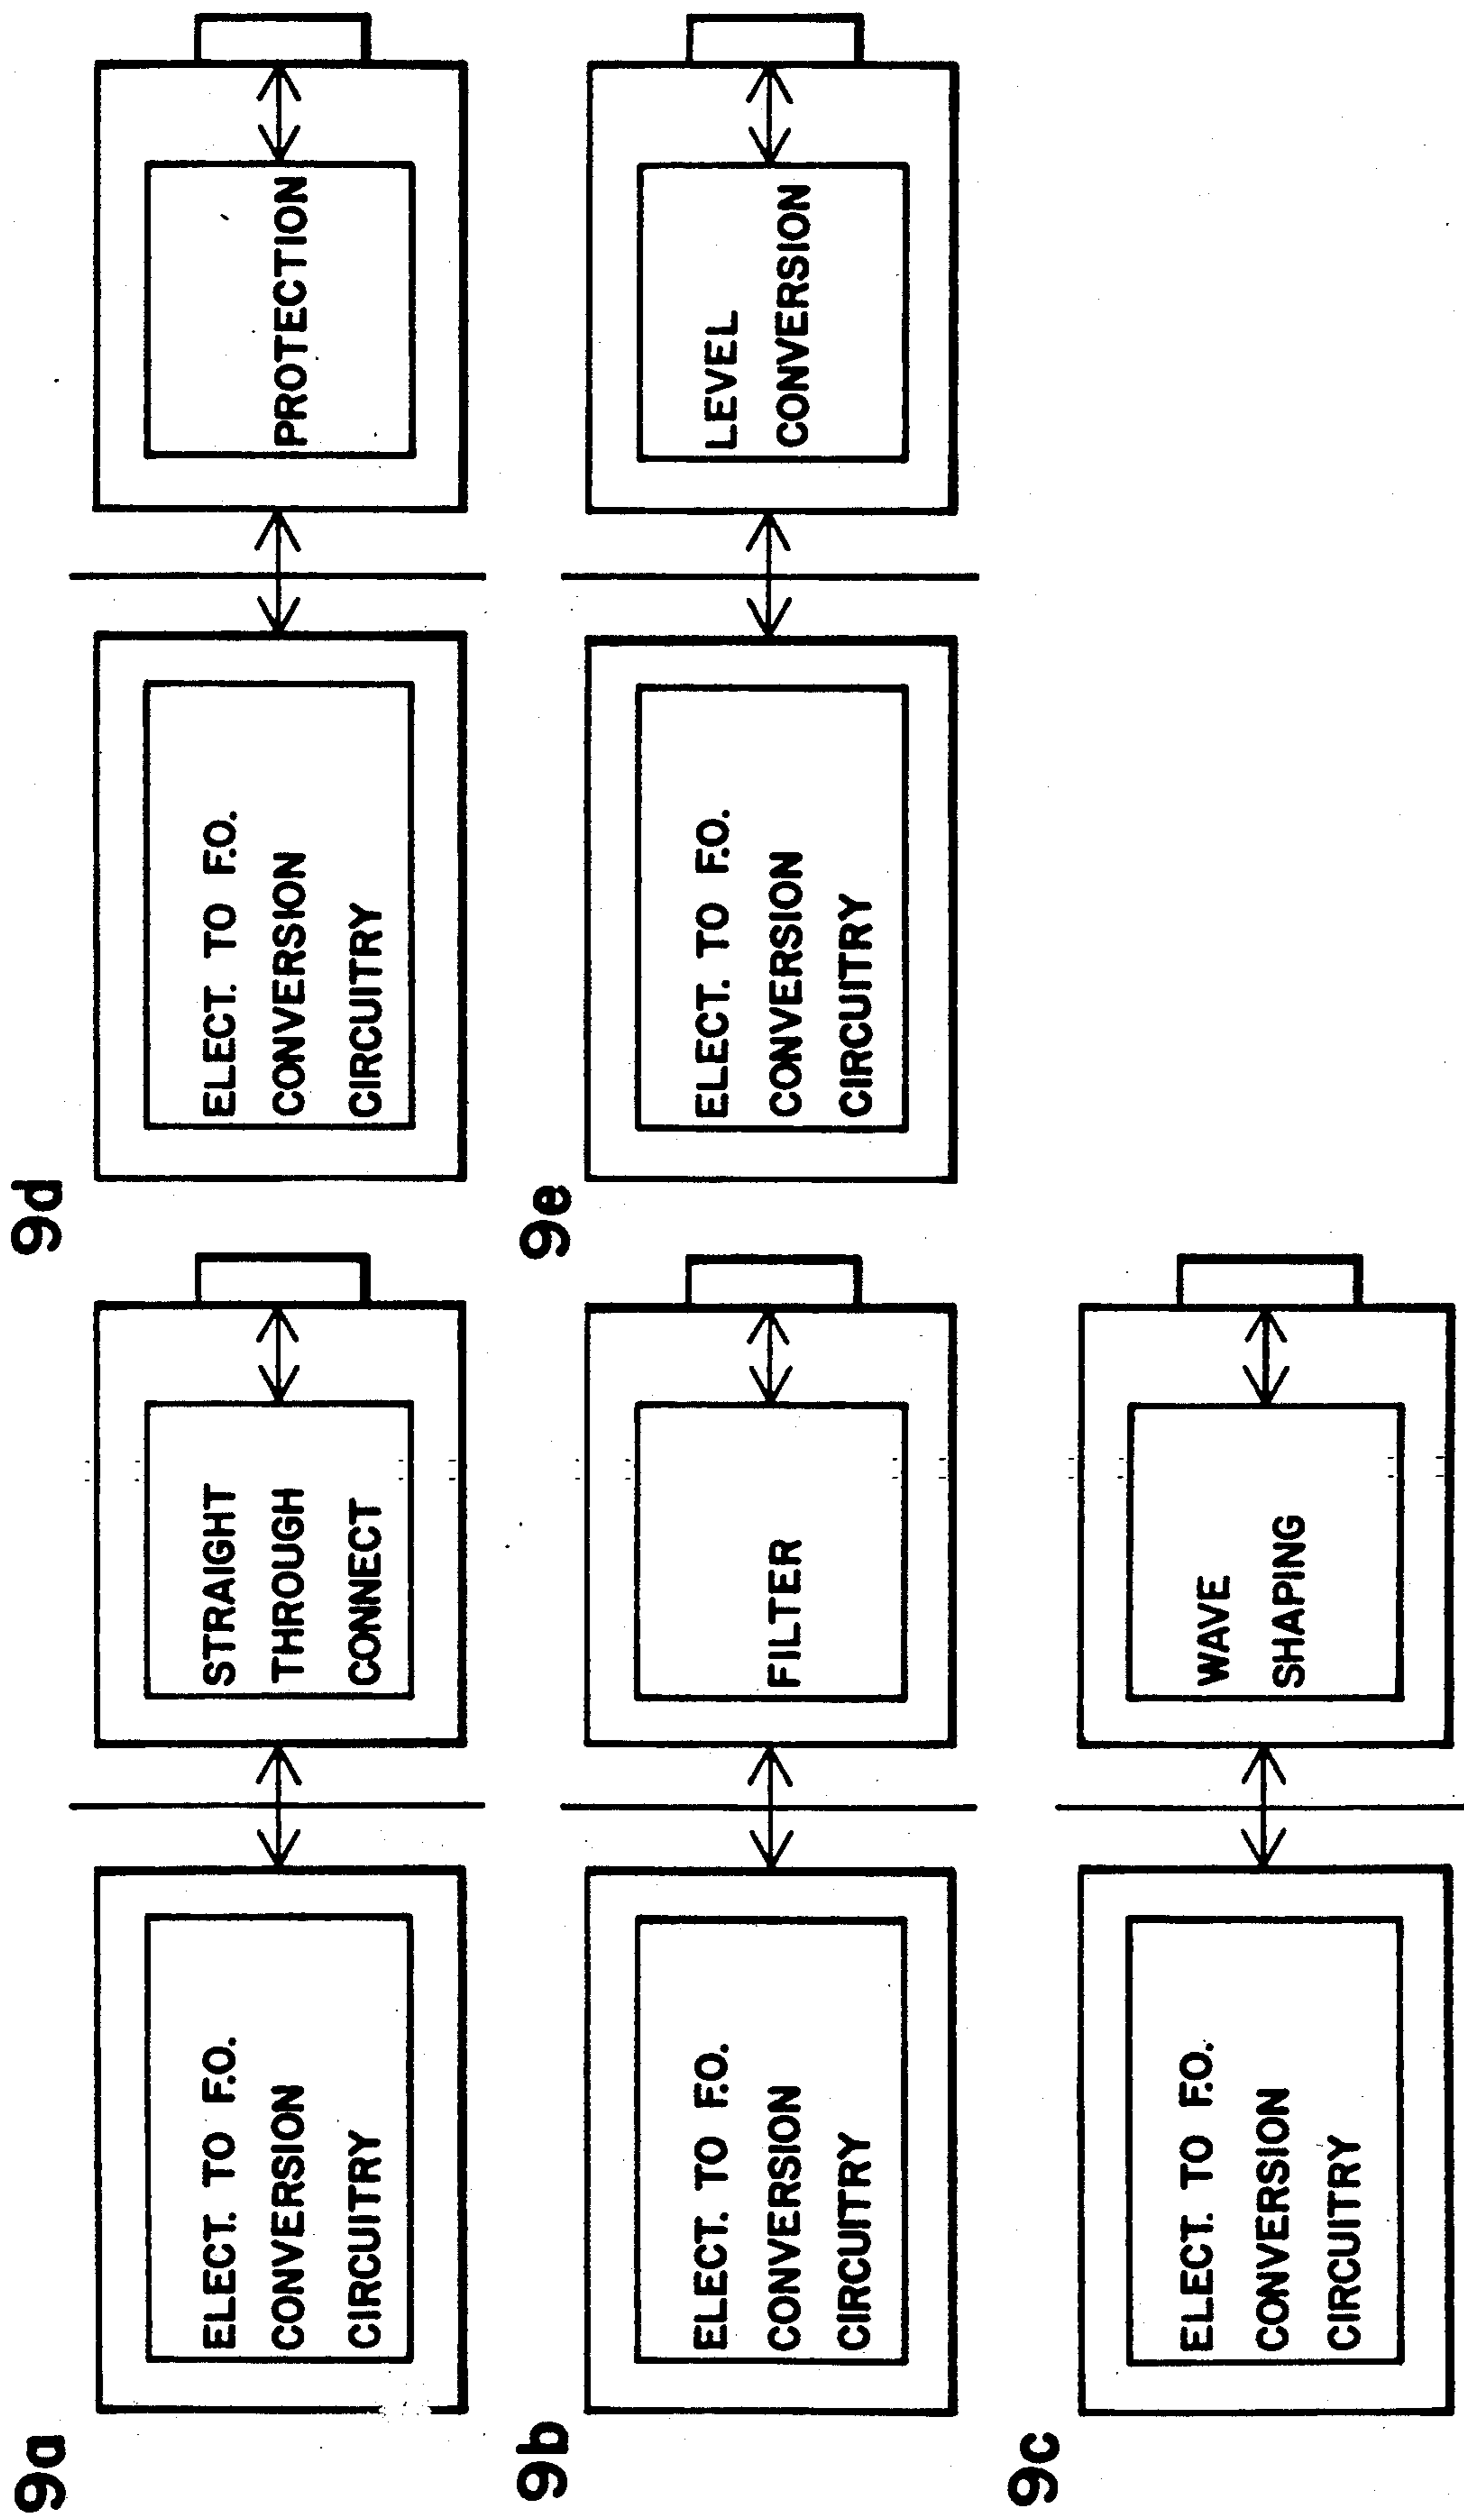 9a
ELECT. TO F.O.
CONVERSION
CIRCUITRY
STRAIGHT
THROUGH
CONNECT
9b
ELECT. TO F.O.
CONVERSION
CIRCUITRY
FILTER
9c
ELECT. TO F.O.
CONVERSION
CIRCUITRY
WAVE
SHAPING
9d
ELECT. TO F.O.
CONVERSION
CIRCUITRY
PROTECTION
9e
ELECT. TO F.O.
CONVERSION
CIRCUITRY
LEVEL
CONVERSION